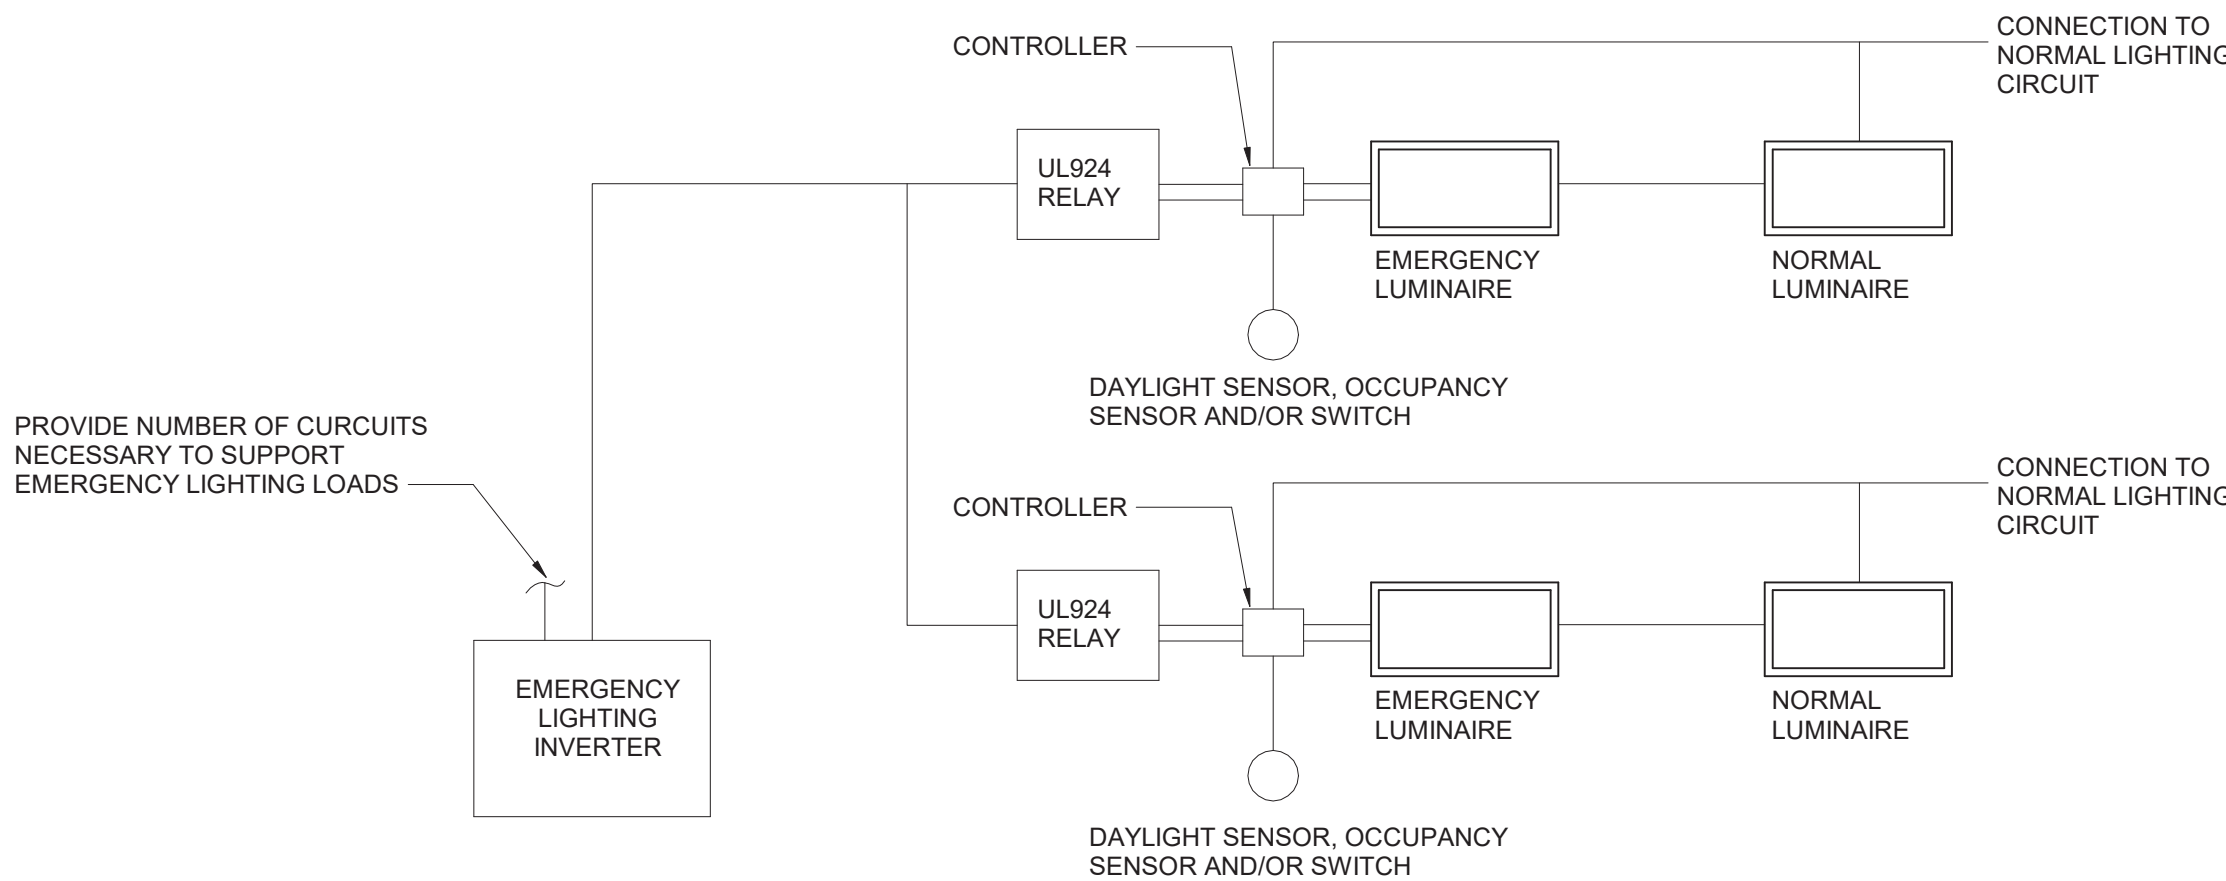 CONTROLLER
CONNECTION TO
NORMAL LIGHTING
CIRCUIT
UL924
RELAY
EMERGENCY
LUMINAIRE
NORMAL
LUMINAIRE
DAYLIGHT SENSOR, OCCUPANCY
SENSOR AND/OR SWITCH
PROVIDE NUMBER OF CURCUITS
NECESSARY TO SUPPORT
EMERGENCY LIGHTING LOADS
CONTROLLER
CONNECTION TO
NORMAL LIGHTING
CIRCUIT
UL924
RELAY
EMERGENCY
LUMINAIRE
NORMAL
LUMINAIRE
EMERGENCY
LIGHTING
INVERTER
DAYLIGHT SENSOR, OCCUPANCY
SENSOR AND/OR SWITCH